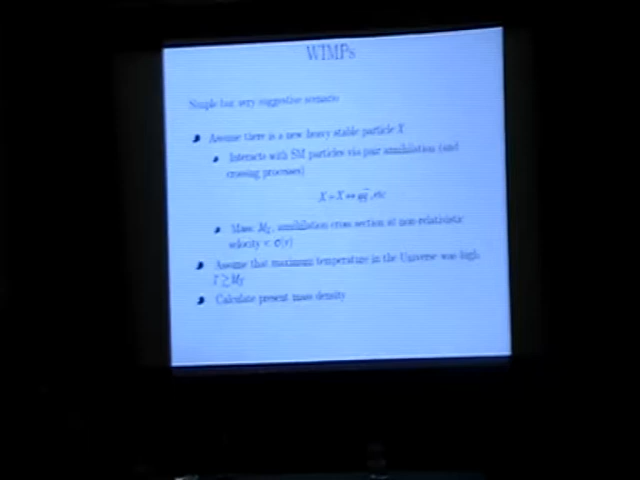 WIMPs
Simple but very suggestive scenario
Assume there is a new heavy stable particle X
Interacts with SM particles via pair annihilation (and
crossing processes)
X + X ↔ qq̄ , etc
Mass: M_X, annihilation cross section at non-relativistic
velocity v: σ(v)
Assume that maximum temperature in the Universe was high,
T ≳ M_X
Calculate present mass density